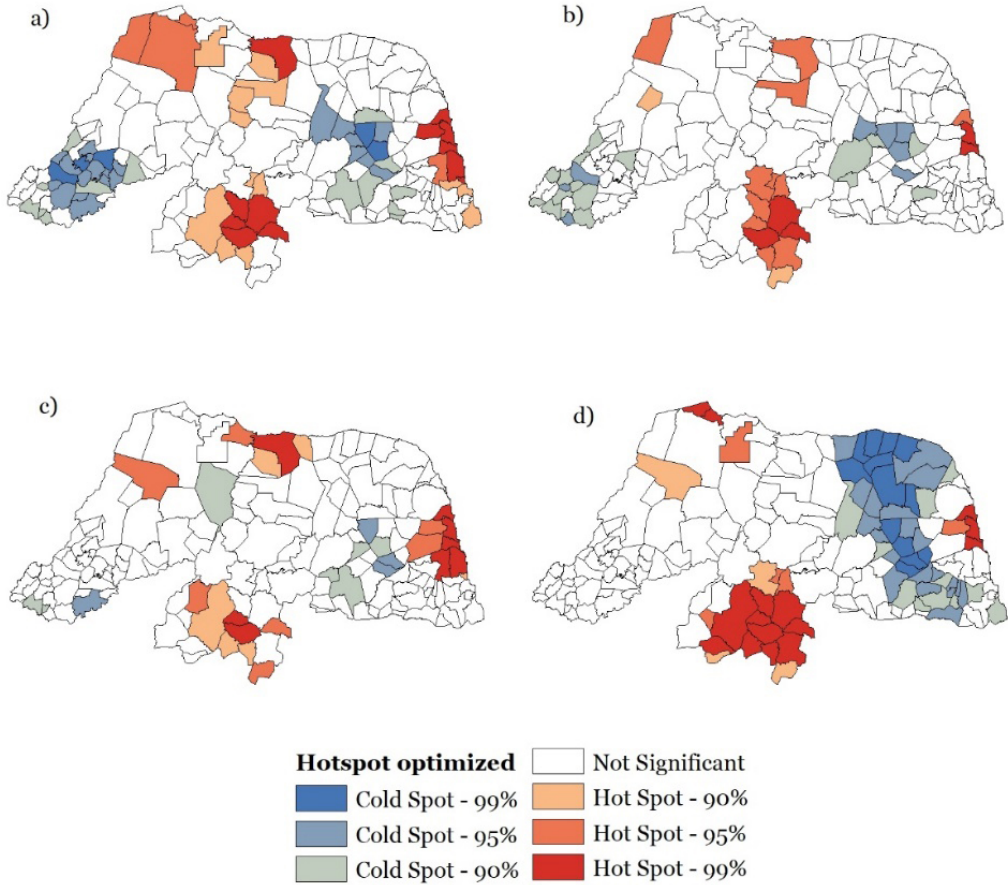 a)
b)
c)
d)
Hotspot optimized
Not Significant
Cold Spot - 99%
Hot Spot - 90%
Cold Spot - 95%
Hot Spot - 95%
Cold Spot - 90%
Hot Spot - 99%